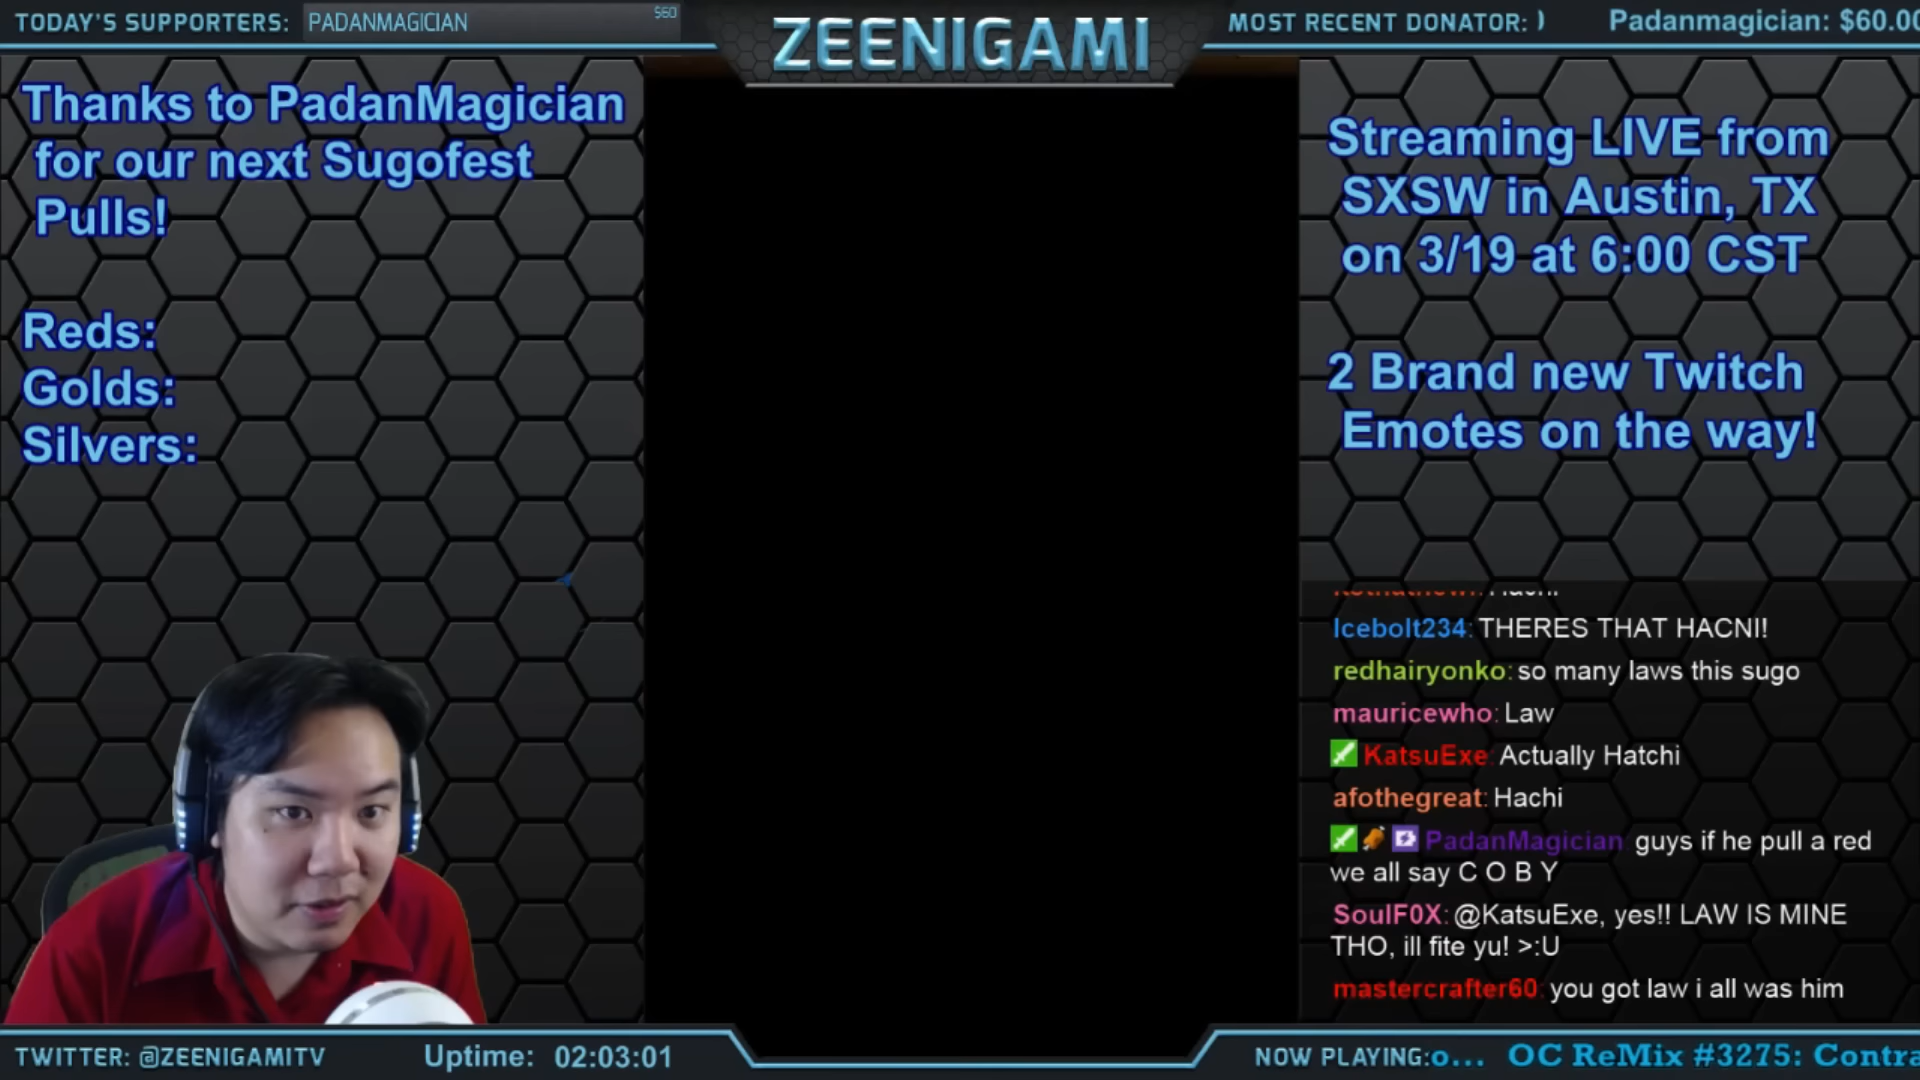 TODAY'S SUPPORTERS: PADANMAGICIAN $60
ZEENIGAMI
MOST RECENT DONATOR: ) Padanmagician: $60.00
Thanks to PadanMagician
for our next Sugofest
Pulls!
Reds:
Golds:
Silvers:
Streaming LIVE from
SXSW in Austin, TX
on 3/19 at 6:00 CST
2 Brand new Twitch
Emotes on the way!
Icebolt234: THERES THAT HACNI!
redhairyonko: so many laws this sugo
mauricewho: Law
KatsuExe: Actually Hatchi
afothegreat: Hachi
PadanMagician: guys if he pull a red
we all say C O B Y
SoulF0X: @KatsuExe, yes!! LAW IS MINE
THO, ill fite yu! >:U
mastercrafter60: you got law i all was him
TWITTER: @ZEENIGAMITV
Uptime: 02:03:01
NOW PLAYING: o... OC ReMix #3275: Contra